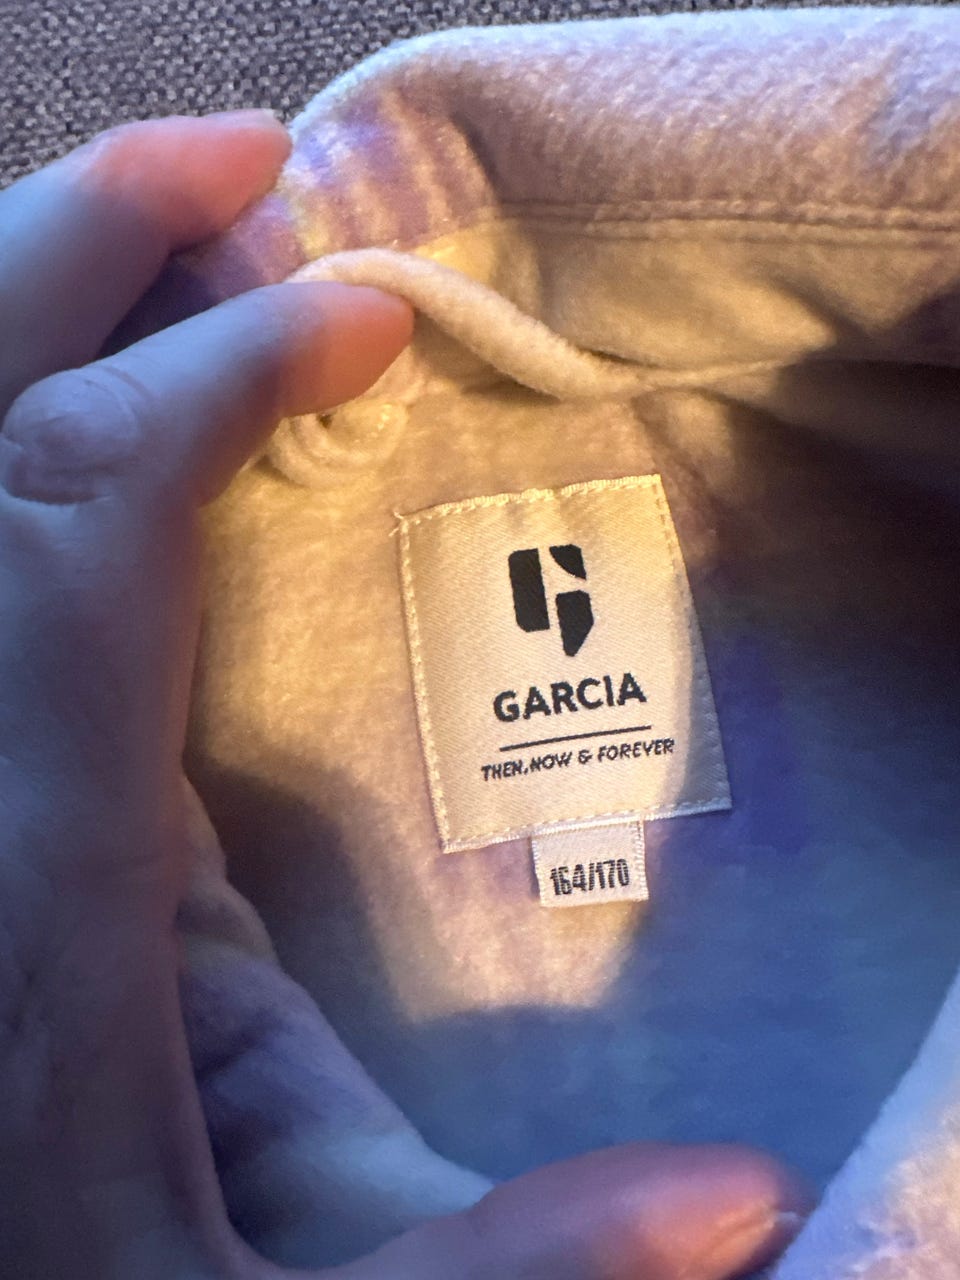 GARCIA
THEN, NOW & FOREVER
164/170